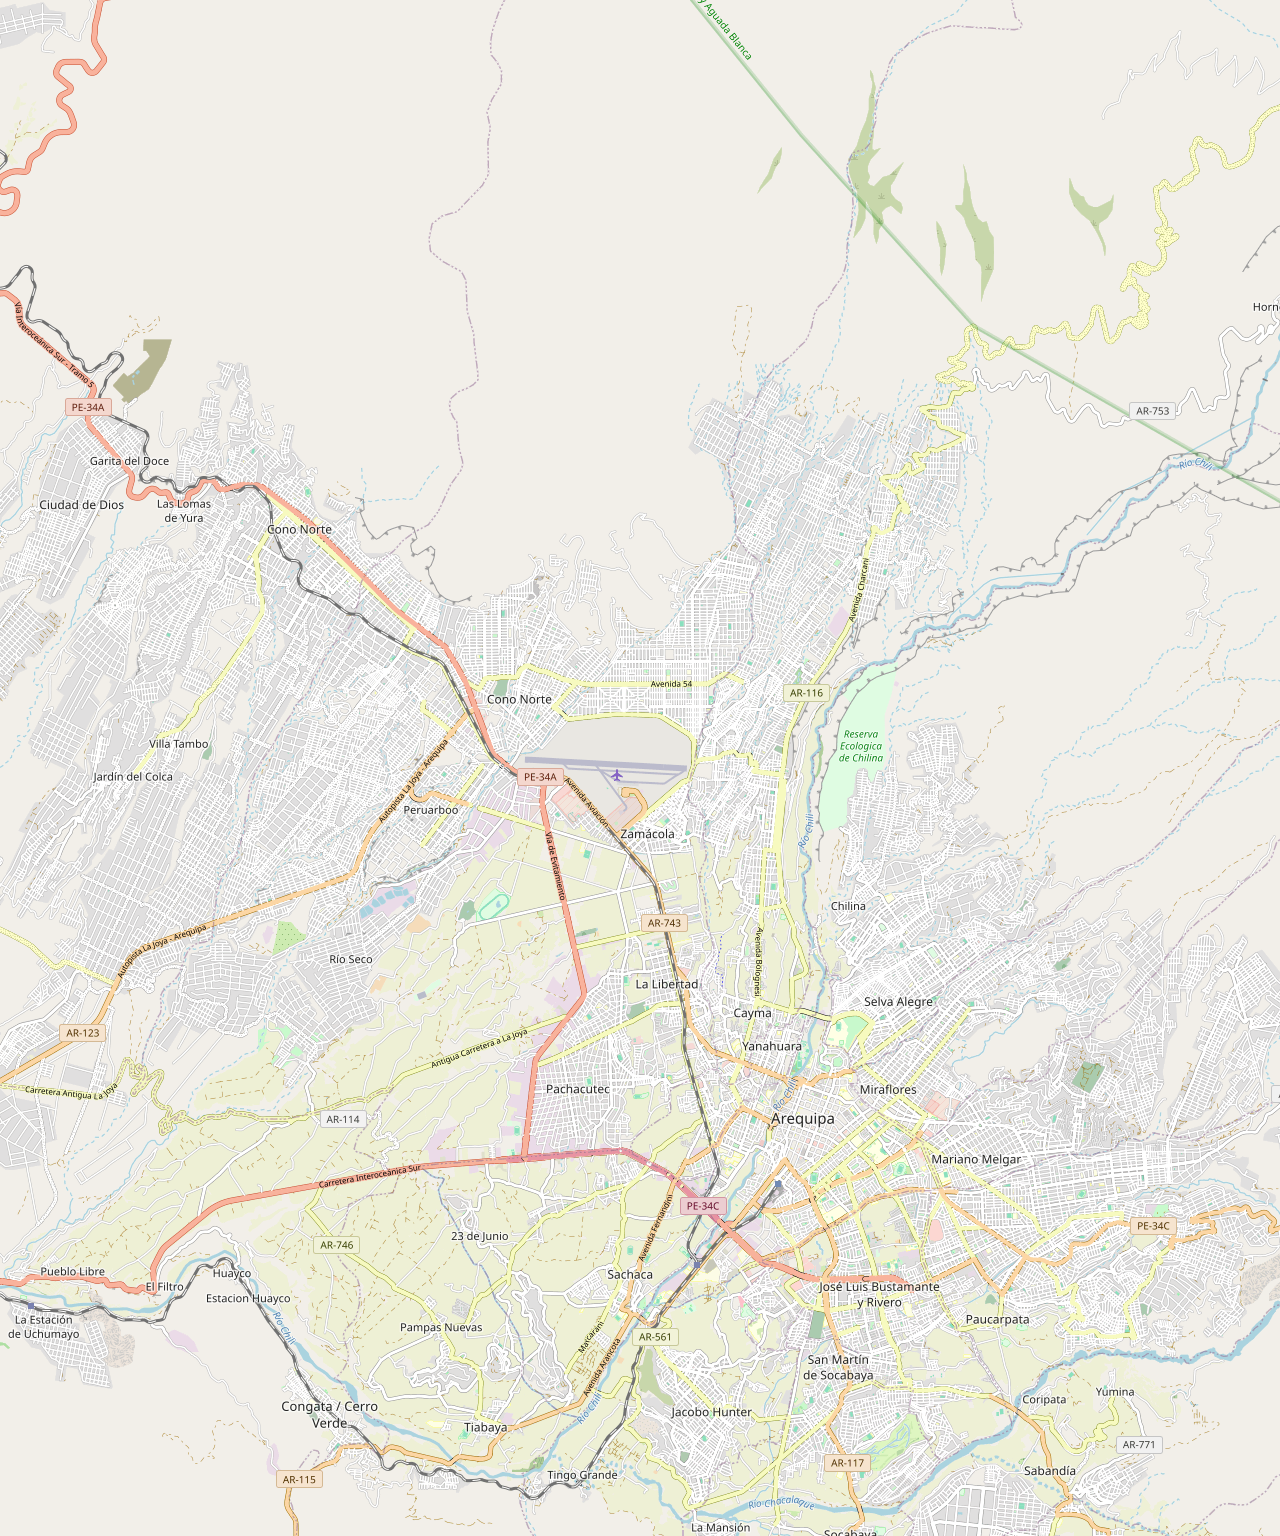 y Aguada Blanca
Horno
Vía Interoceánica Sur - Tramo 5
PE-34A
AR-753
Garita del Doce
Río Chili
Ciudad de Dios
Las Lomas
de Yura
Cono Norte
Avenida Charcani
Avenida 54
AR-116
Cono Norte
Reserva
Ecologica
de Chilina
Villa Tambo
Autopista La Joya - Arequipa
Jardín del Colca
PE-34A
Avenida Aviación
Peruarboo
Zamácola
Río Chili
Vía de Evitamiento
Chilina
AR-743
Avenida Bolognesi
Autopista La Joya - Arequipa
Río Seco
La Libertad
Selva Alegre
Cayma
AR-123
Antigua Carretera a La Joya
Yanahuara
Carretera Antigua La Joya
Pachacutec
Miraflores
Río Chili
AR-114
Arequipa
Mariano Melgar
Carretera Interoceánica Sur
PE-34C
Avenida Fernandini
PE-34C
23 de Junio
AR-746
Pueblo Libre
Huayco
Sachaca
El Filtro
José Luis Bustamante
y Rivero
Estacion Huayco
La Estación
de Uchumayo
Río Chili
Pampas Nuevas
Matcarani
AR-561
Paucarpata
Avenida Arancota
San Martín
de Socabaya
Yumina
Coripata
Congata / Cerro
Verde
Río Chili
Jacobo Hunter
Tiabaya
AR-771
AR-117
Tingo Grande
AR-115
Sabandía
Río Chacalaque
La Mansión
Socabaya